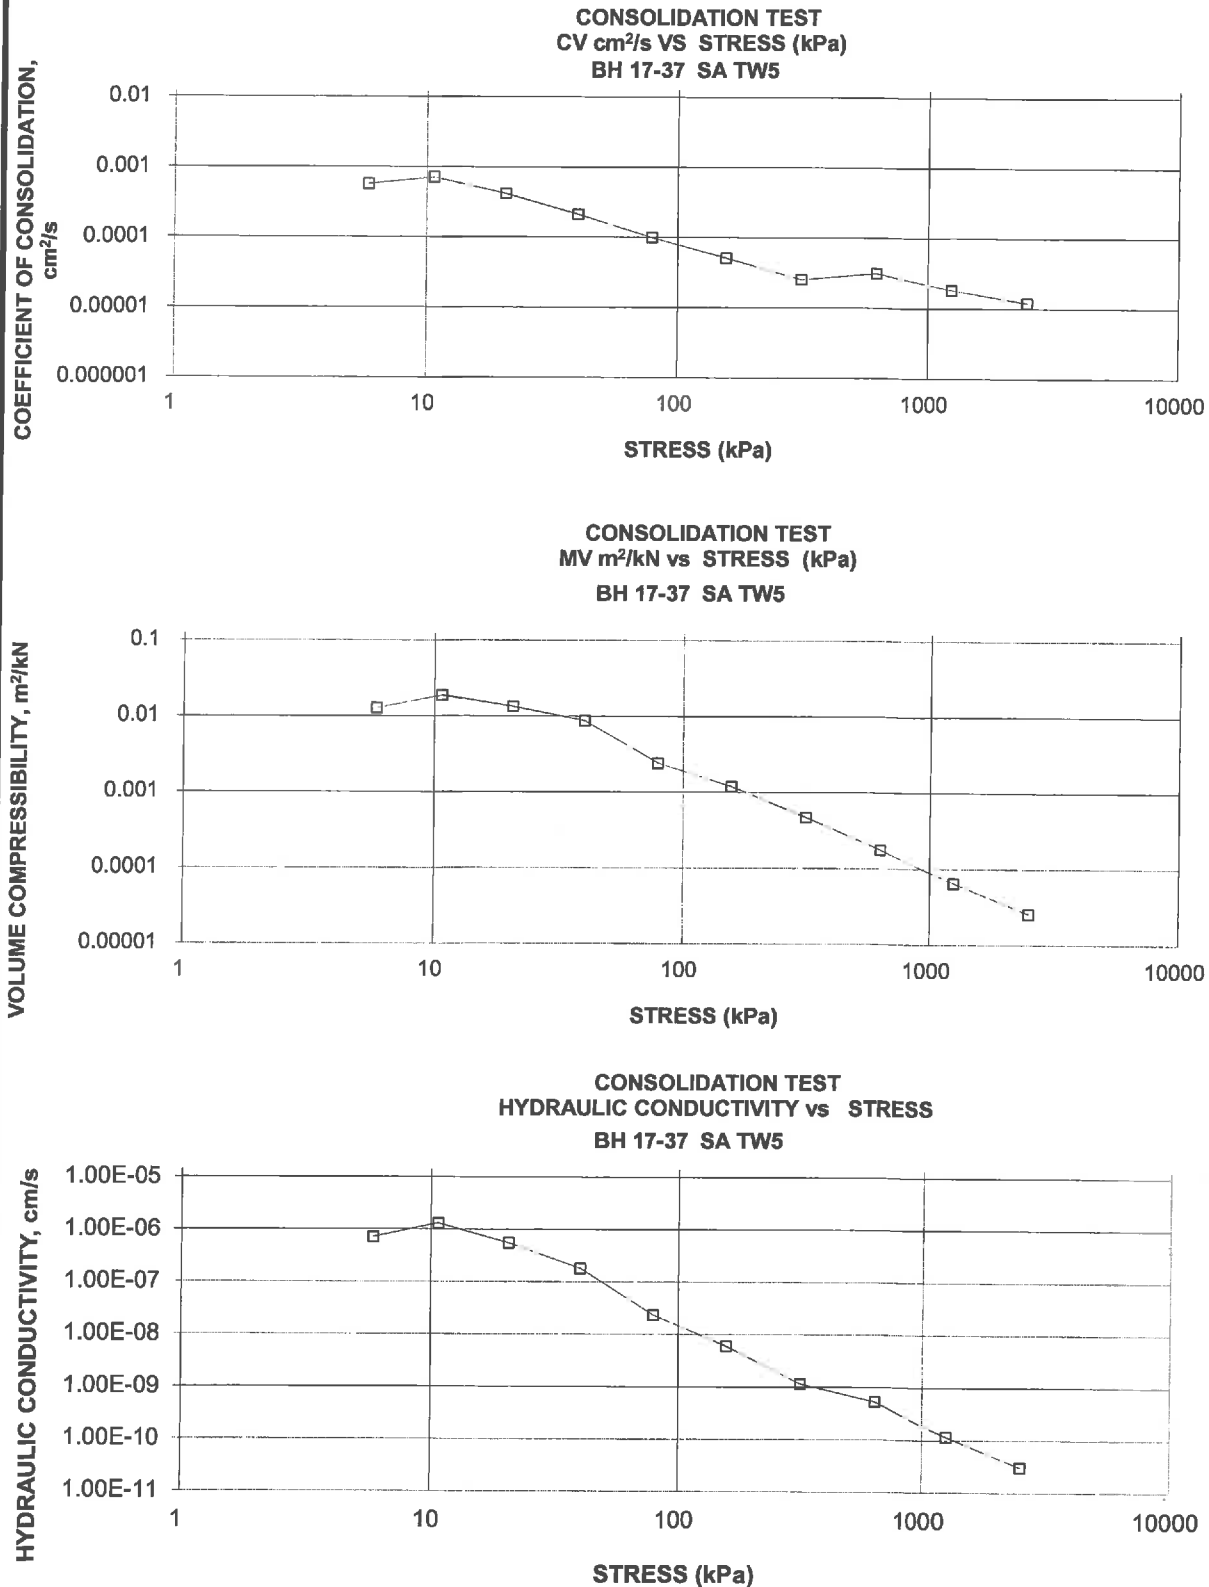 CONSOLIDATION TEST
CV cm²/s VS STRESS (kPa)
BH 17-37 SA TW5
COEFFICIENT OF CONSOLIDATION,
cm²/s
0.01
0.001
0.0001
0.00001
0.000001
1 10 100 1000 10000
STRESS (kPa)
CONSOLIDATION TEST
MV m²/kN vs STRESS (kPa)
BH 17-37 SA TW5
VOLUME COMPRESSIBILITY, m²/kN
0.1
0.01
0.001
0.0001
0.00001
1 10 100 1000 10000
STRESS (kPa)
CONSOLIDATION TEST
HYDRAULIC CONDUCTIVITY vs STRESS
BH 17-37 SA TW5
HYDRAULIC CONDUCTIVITY, cm/s
1.00E-05
1.00E-06
1.00E-07
1.00E-08
1.00E-09
1.00E-10
1.00E-11
1 10 100 1000 10000
STRESS (kPa)